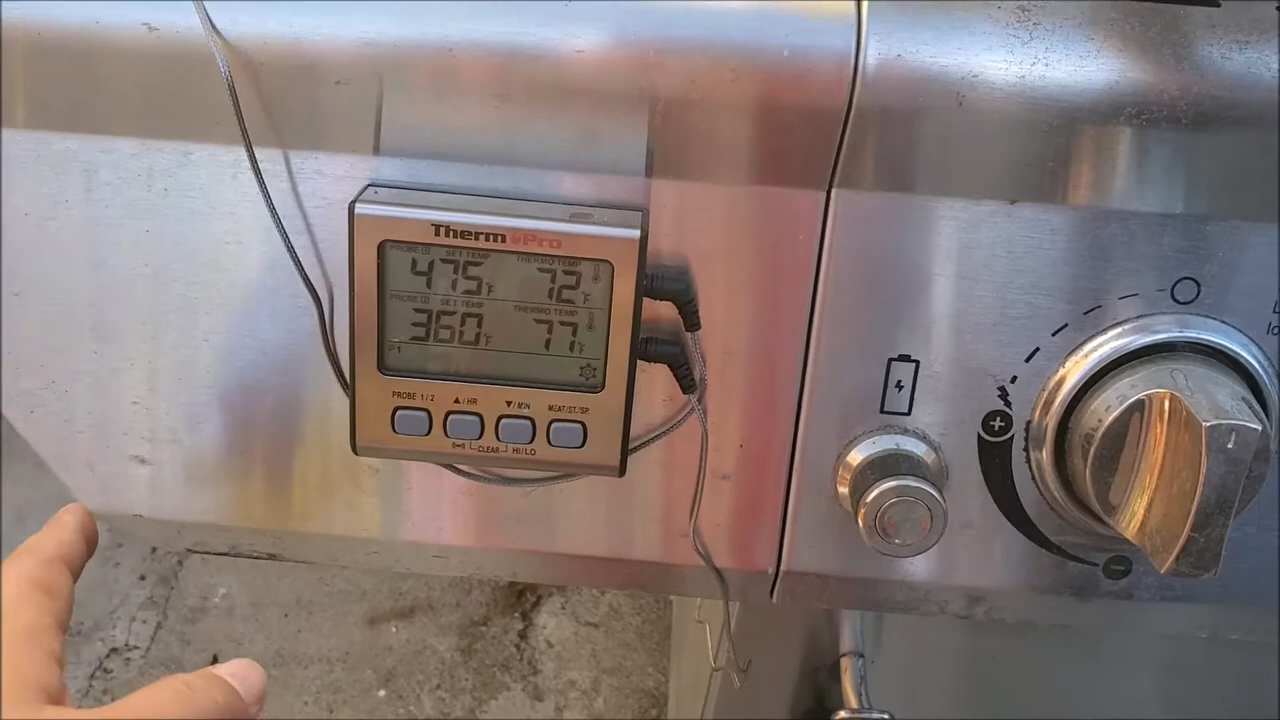 ThermoPro
PROBE 1 SET TEMP THERMO TEMP
475°F 72°F
PROBE 2 SET TEMP THERMO TEMP
360°F 77°F
P1
PROBE 1/2 ▲/HR ▼/MIN MEAT/ST./SP.
CLEAR HI/LO
+
-